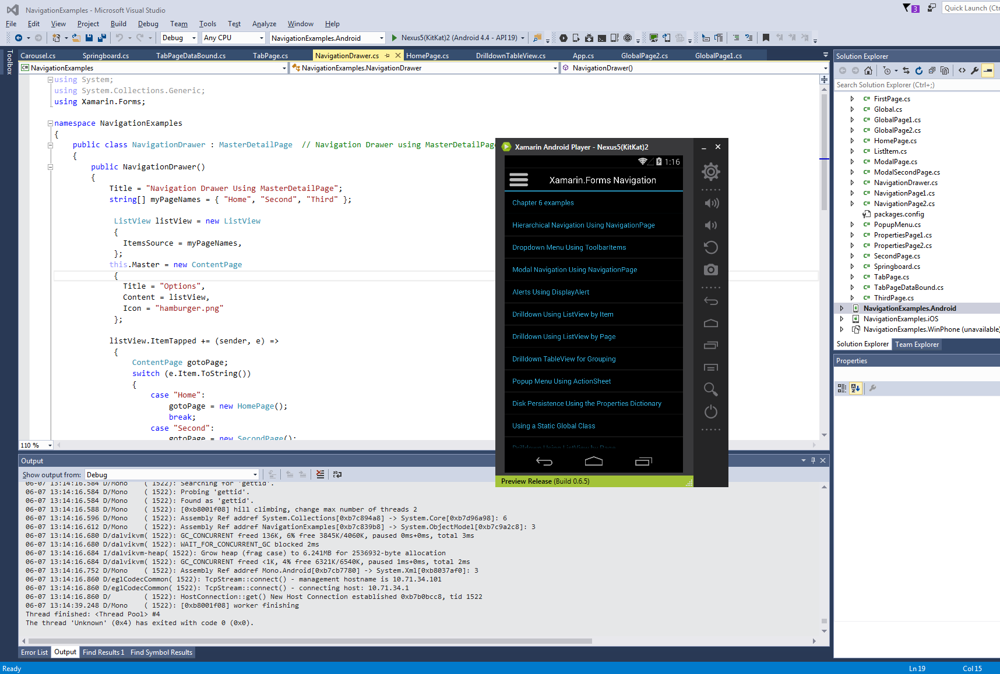 NavigationExamples - Microsoft Visual Studio
3
Quick Launch (Ctr
File Edit View Project Build Debug Team Tools Test Analyze Window Help
Debug Any CPU NavigationExamples.Android Nexus5(KitKat)2 (Android 4.4 - API 19)
Toolbox
Carousel.cs Springboard.cs TabPageDataBound.cs TabPage.cs NavigationDrawer.cs HomePage.cs DrilldownTableView.cs App.cs GlobalPage2.cs GlobalPage1.cs
NavigationExamples NavigationExamples.NavigationDrawer NavigationDrawer()
using System;
using System.Collections.Generic;
using Xamarin.Forms;
namespace NavigationExamples
{
public class NavigationDrawer : MasterDetailPage // Navigation Drawer using MasterDetailPage
{
public NavigationDrawer()
{
Title = "Navigation Drawer Using MasterDetailPage";
string[] myPageNames = { "Home", "Second", "Third" };
ListView listView = new ListView
{
ItemsSource = myPageNames,
};
this.Master = new ContentPage
{
Title = "Options",
Content = listView,
Icon = "hamburger.png"
};
listView.ItemTapped += (sender, e) =>
{
ContentPage gotoPage;
switch (e.Item.ToString())
{
case "Home":
gotoPage = new HomePage();
break;
case "Second":
gotoPage = new SecondPage();
110 %
Xamarin Android Player - Nexus5(KitKat)2
1:16
Xamarin.Forms Navigation
Chapter 6 examples
Hierarchical Navigation Using NavigationPage
Dropdown Menu Using ToolbarItems
Modal Navigation Using NavigationPage
Alerts Using DisplayAlert
Drilldown Using ListView by Item
Drilldown Using ListView by Page
Drilldown TableView for Grouping
Popup Menu Using ActionSheet
Disk Persistence Using the Properties Dictionary
Using a Static Global Class
Drilldown Using ListView by Page
Preview Release (Build 0.6.5)
Solution Explorer
Search Solution Explorer (Ctrl+;)
C# FirstPage.cs
C# Global.cs
C# GlobalPage1.cs
C# GlobalPage2.cs
C# HomePage.cs
C# ListItem.cs
C# ModalPage.cs
C# ModalSecondPage.cs
C# NavigationDrawer.cs
C# NavigationPage1.cs
C# NavigationPage2.cs
packages.config
C# PopupMenu.cs
C# PropertiesPage1.cs
C# PropertiesPage2.cs
C# SecondPage.cs
C# Springboard.cs
C# TabPage.cs
C# TabPageDataBound.cs
C# ThirdPage.cs
NavigationExamples.Android
NavigationExamples.iOS
NavigationExamples.WinPhone (unavailable)
Solution Explorer Team Explorer
Properties
Output
Show output from: Debug
06-07 13:14:16.584 D/Mono ( 1522): Searching for 'gettid'.
06-07 13:14:16.584 D/Mono ( 1522): Probing 'gettid'.
06-07 13:14:16.584 D/Mono ( 1522): Found as 'gettid'.
06-07 13:14:16.588 D/Mono ( 1522): [0xb8001f08] hill climbing, change max number of threads 2
06-07 13:14:16.596 D/Mono ( 1522): Assembly Ref addref System.Collections[0xb7c894a8] -> System.Core[0xb7d96a98]: 6
06-07 13:14:16.612 D/Mono ( 1522): Assembly Ref addref NavigationExamples[0xb7c839b8] -> System.ObjectModel[0xb7c9a2c8]: 3
06-07 13:14:16.680 D/dalvikvm( 1522): GC_CONCURRENT freed 136K, 6% free 3845K/4060K, paused 0ms+0ms, total 3ms
06-07 13:14:16.680 D/dalvikvm( 1522): WAIT_FOR_CONCURRENT_GC blocked 2ms
06-07 13:14:16.684 I/dalvikvm-heap( 1522): Grow heap (frag case) to 6.241MB for 2536932-byte allocation
06-07 13:14:16.684 D/dalvikvm( 1522): GC_CONCURRENT freed <1K, 4% free 6321K/6540K, paused 1ms+0ms, total 2ms
06-07 13:14:16.752 D/Mono ( 1522): Assembly Ref addref Mono.Android[0xb7cb7780] -> System.Xml[0xb8037af0]: 3
06-07 13:14:16.860 D/eglCodecCommon( 1522): TcpStream::connect() - management hostname is 10.71.34.101
06-07 13:14:16.860 D/eglCodecCommon( 1522): TcpStream::connect() - connecting host: 10.71.34.1
06-07 13:14:16.860 D/ ( 1522): HostConnection::get() New Host Connection established 0xb7b0bcc8, tid 1522
06-07 13:14:39.248 D/Mono ( 1522): [0xb8001f08] worker finishing
Thread finished: <Thread Pool> #4
The thread 'Unknown' (0x4) has exited with code 0 (0x0).
Error List Output Find Results 1 Find Symbol Results
Ready Ln 19 Col 15